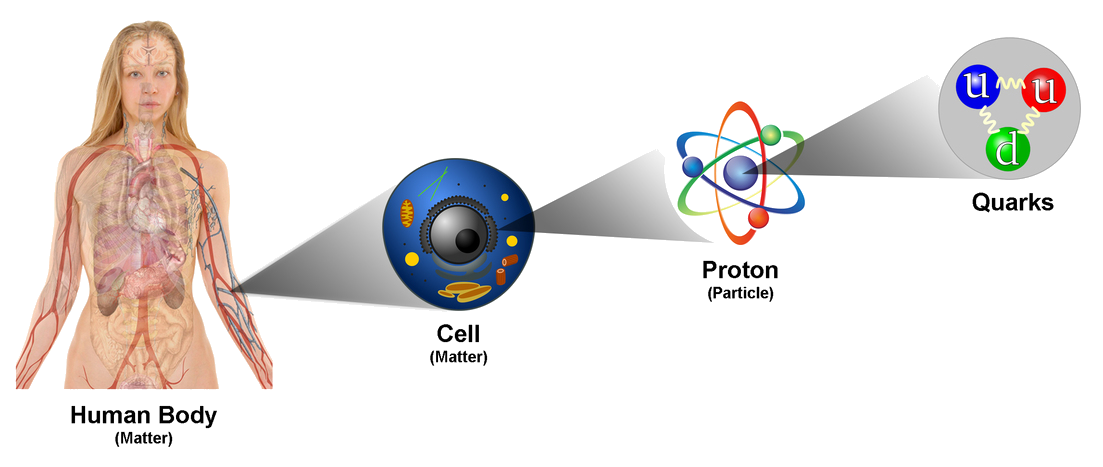 Human Body
(Matter)
Cell
(Matter)
Proton
(Particle)
u u
d
Quarks